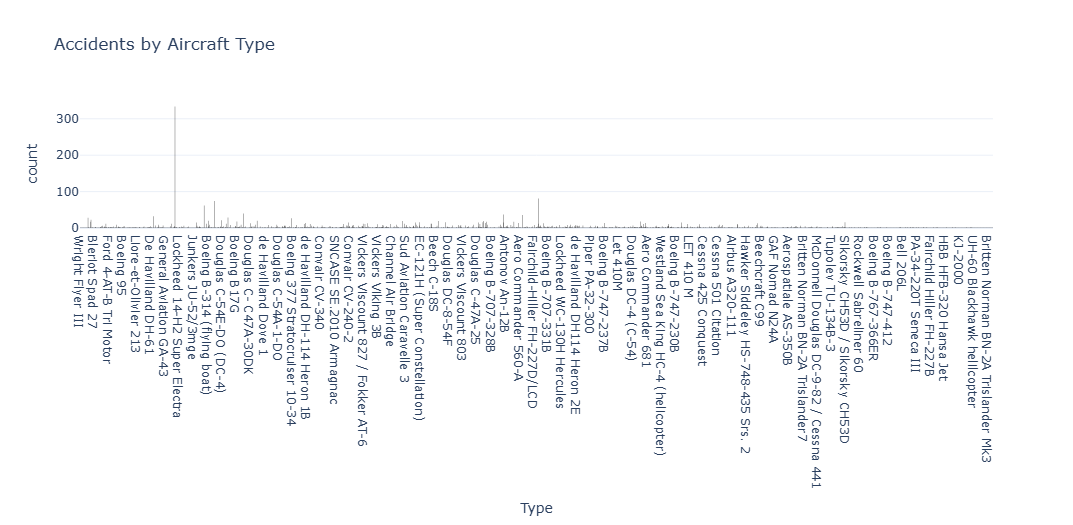 Accidents by Aircraft Type
300
200
100
0
count
Wright Flyer III
Bleriot Spad 27
Ford 4-AT-B Tri Motor
Boeing 95
Liore-et-Olivier 213
De Havilland DH-61
General Aviation GA-43
Lockheed 14-H2 Super Electra
Junkers JU-52/3mge
Boeing B-314 (flying boat)
Douglas C-54E-DO (DC-4)
Boeing B17G
Douglas C- C47A-30DK
de Havilland Dove 1
Douglas C-54A-1-DO
Boeing 377 Stratocruiser 10-34
de Havilland DH-114 Heron 1B
Convair CV-340
SNCASE SE.2010 Armagnac
Convair CV-240-2
Vickers Viscount 827 / Fokker AT-6
Vickers Viking 3B
Channel Air Bridge
Sud Aviation Caravelle 3
EC-121H (Super Constellation)
Beech C-18S
Douglas DC-8-54F
Vickers Viscount 803
Douglas C-47A-25
Boeing B-707-328B
Antonov An-12B
Aero Commander 560-A
Fairchild-Hiller FH-227D/LCD
Boeing B-707-331B
Lockheed WC-130H Hercules
de Havilland DH114 Heron 2E
Piper PA-32-300
Boeing B-747-237B
Let 410M
Douglas DC-4 (C-54)
Aero Commander 681
Westland Sea King HC-4 (helicopter)
Boeing B-747-230B
LET 410 M
Cessna 425 Conquest
Cessna 501 Citation
Airbus A320-111
Hawker Siddeley HS-748-435 Srs. 2
Beechcraft C99
GAF Nomad N24A
Aerospatiale AS-350B
Britten Norman BN-2A Trislander7
McDonnell Douglas DC-9-82 / Cessna 441
Tupolev TU-134B-3
Sikorsky CH53D / Sikorsky CH53D
Rockwell Sabreliner 60
Boeing B-767-366ER
Boeing B-747-412
Bell 206L
PA-34-220T Seneca III
Fairchild Hiller FH-227B
HBB HFB-320 Hansa Jet
KJ-2000
UH-60 Blackhawk helicopter
Britten Norman BN-2A Trislander Mk3
Type